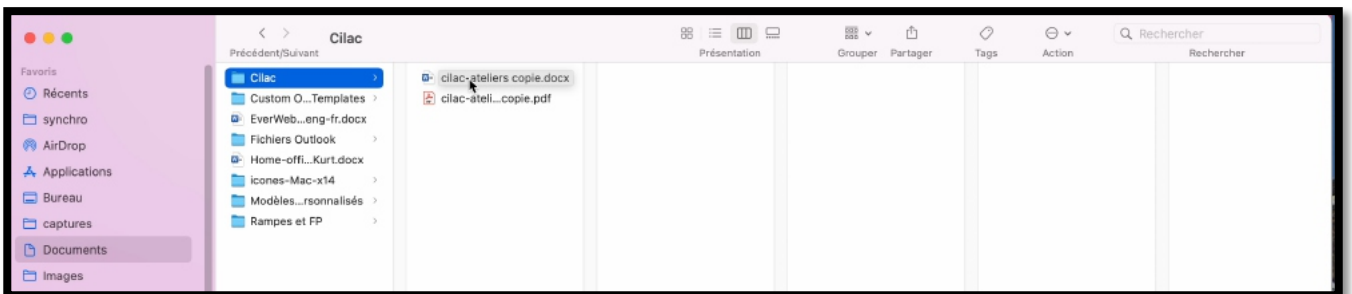 Cilac
Précédent/Suivant
Présentation
Grouper
Partager
Tags
Action
Rechercher
Rechercher
Favoris
Récents
synchro
AirDrop
Applications
Bureau
captures
Documents
Images
Cilac
Custom O...Templates
EverWeb...eng-fr.docx
Fichiers Outlook
Home-offi...Kurt.docx
icones-Mac-x14
Modèles...rsonnalisés
Rampes et FP
cilac-ateliers copie.docx
cilac-ateli...copie.pdf